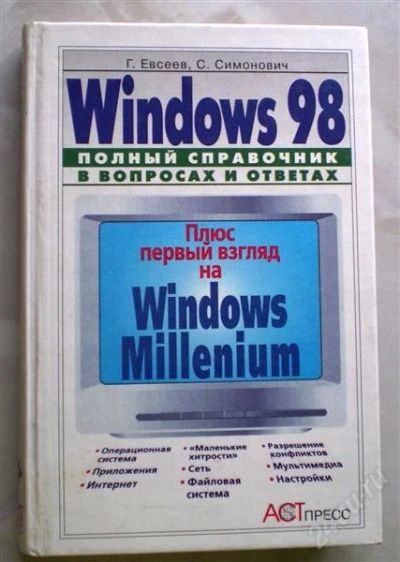 Г. Евсеев, С. Симонович
Windows 98
ПОЛНЫЙ СПРАВОЧНИК
В ВОПРОСАХ И ОТВЕТАХ
Плюс
первый взгляд
на
Windows
Millenium
• Операционная
система
• Приложения
• Интернет
• «Маленькие
хитрости»
• Сеть
• Файловая
система
• Разрешение
конфликтов
• Мультимедиа
• Настройки
АСТ ПРЕСС